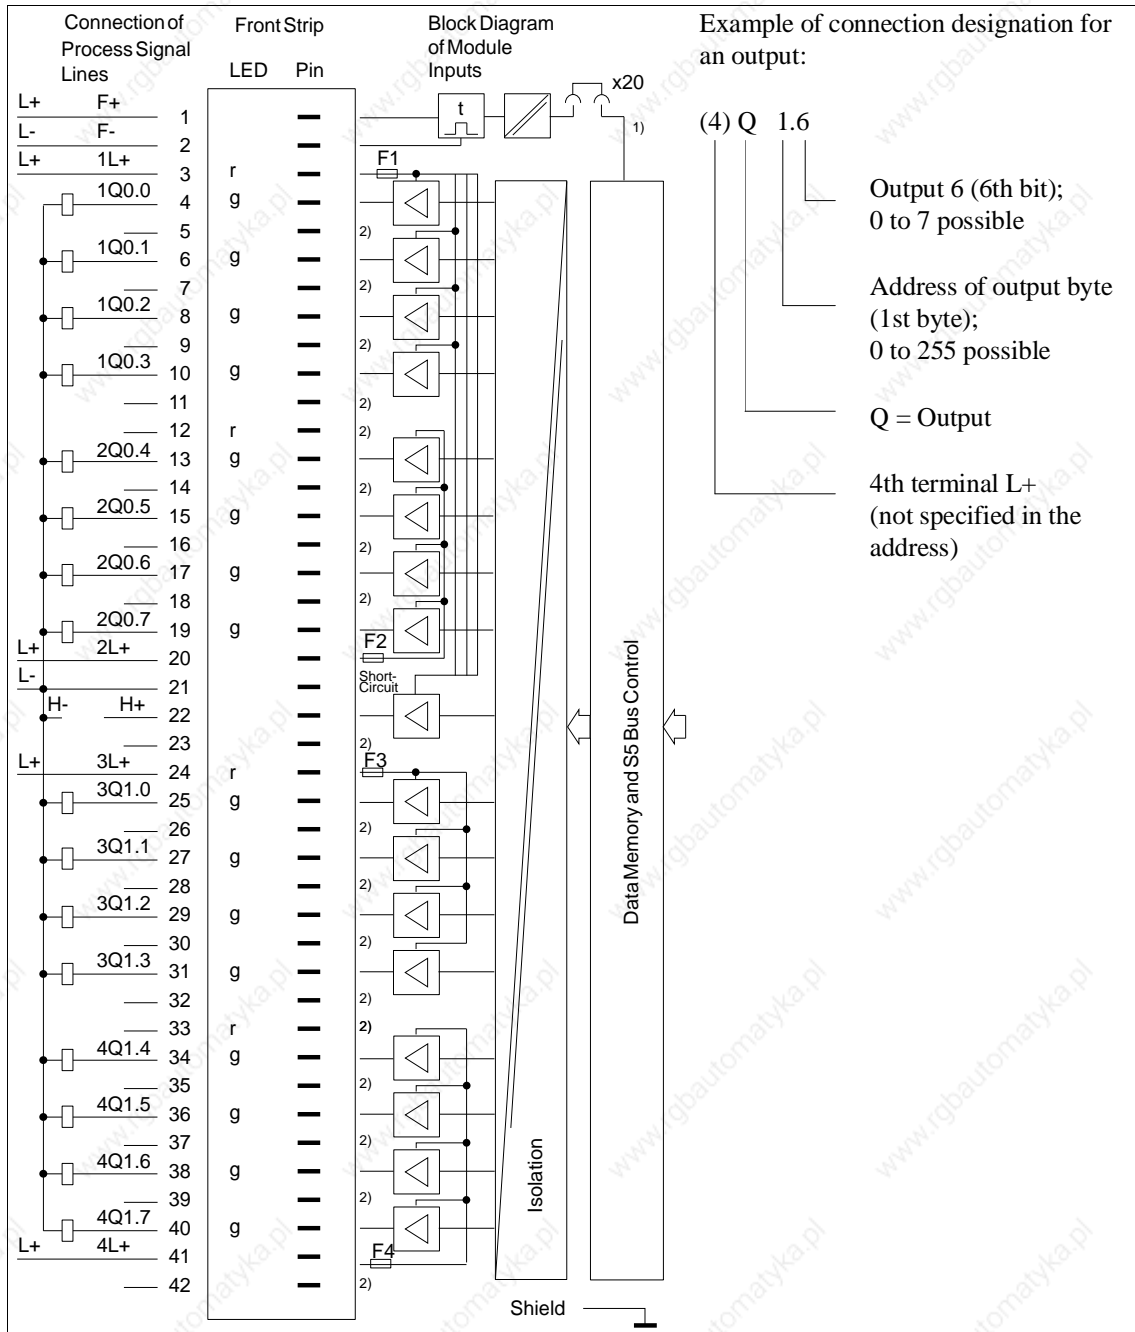 Connection of
Process Signal
Lines
Front Strip
LED Pin
Block Diagram
of Module
Inputs
x20
1)
L+ F+ 1
L- F- 2
L+ 1L+ 3 r F1
1Q0.0 4 g
5 2)
1Q0.1 6 g
7 2)
1Q0.2 8 g
9 2)
1Q0.3 10 g
11 2)
12 r 2)
2Q0.4 13 g
14 2)
2Q0.5 15 g
16 2)
2Q0.6 17 g
18 2)
2Q0.7 19 g
L+ 2L+ 20 F2
L- 21 Short-
Circuit
H- H+ 22
23 2)
L+ 3L+ 24 r F3
3Q1.0 25 g
26 2)
3Q1.1 27 g
28 2)
3Q1.2 29 g
30 2)
3Q1.3 31 g
32 2)
33 r 2)
4Q1.4 34 g
35 2)
4Q1.5 36 g
37 2)
4Q1.6 38 g
39 2)
4Q1.7 40 g
L+ 4L+ 41 F4
42 2)
t
Isolation
Data Memory and S5 Bus Control
Shield
Example of connection designation for
an output:
(4) Q 1.6
Output 6 (6th bit);
0 to 7 possible
Address of output byte
(1st byte);
0 to 255 possible
Q = Output
4th terminal L+
(not specified in the
address)
www.rgbautomatyka.pl